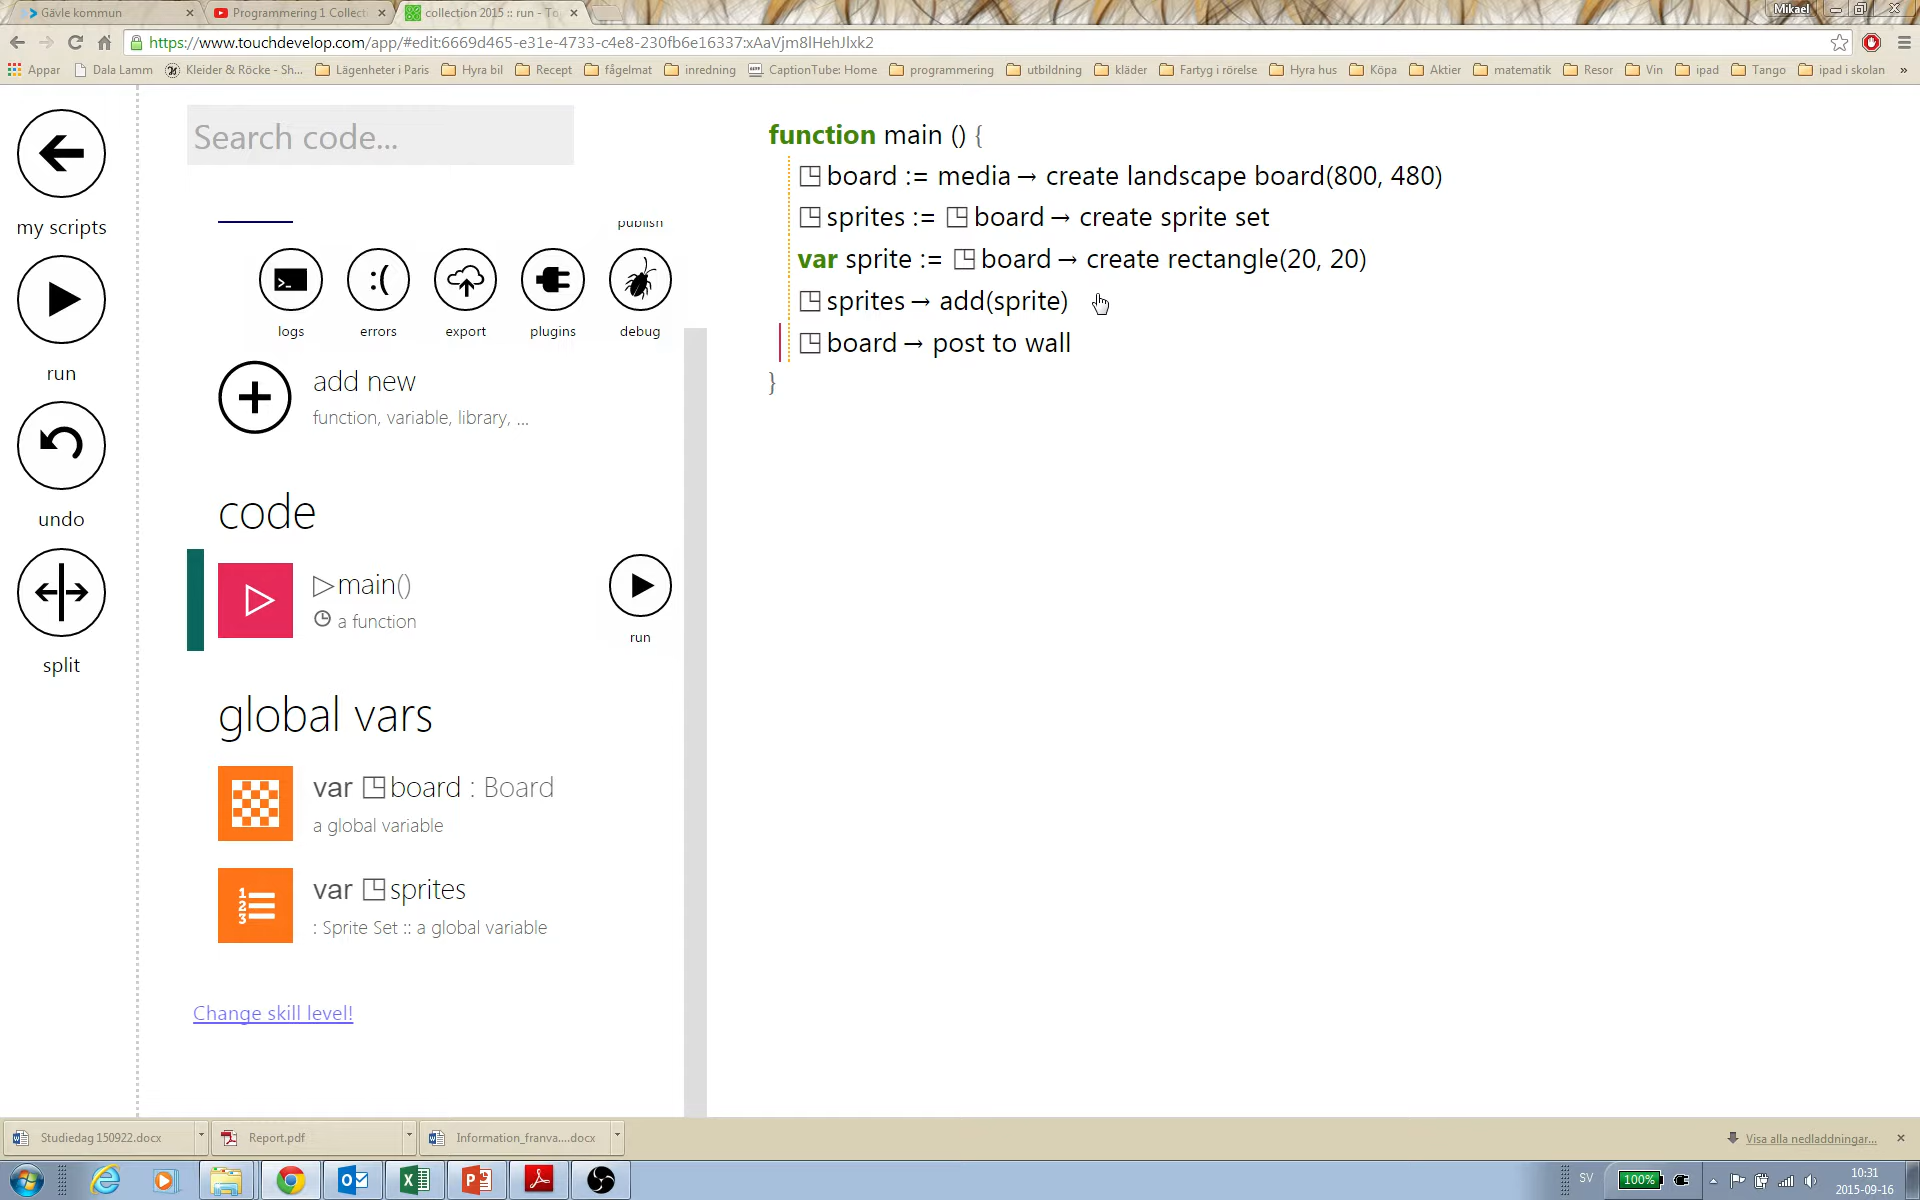 Gävle kommun
Programmering 1 Collect
collection 2015 :: run - To
Mikael
https://www.touchdevelop.com/app/#edit:6669d465-e31e-4733-c4e8-230fb6e16337:xAaVjm8lHehJlxk2
Appar
Dala Lamm
Kleider & Röcke - Sh...
Lägenheter i Paris
Hyra bil
Recept
fågelmat
inredning
CaptionTube: Home
programmering
utbildning
kläder
Fartyg i rörelse
Hyra hus
Köpa
Aktier
matematik
Resor
Vin
ipad
Tango
ipad i skolan
»
my scripts
run
undo
split
Search code...
publish
logs
errors
export
plugins
debug
add new
function, variable, library, ...
code
main()
a function
run
global vars
var board : Board
a global variable
var sprites
: Sprite Set :: a global variable
Change skill level!
function main () {
board := media → create landscape board(800, 480)
sprites := board → create sprite set
var sprite := board → create rectangle(20, 20)
sprites → add(sprite)
board → post to wall
}
Studiedag 150922.docx
Report.pdf
Information_franva....docx
Visa alla nedladdningar...
SV
100%
10:31
2015-09-16